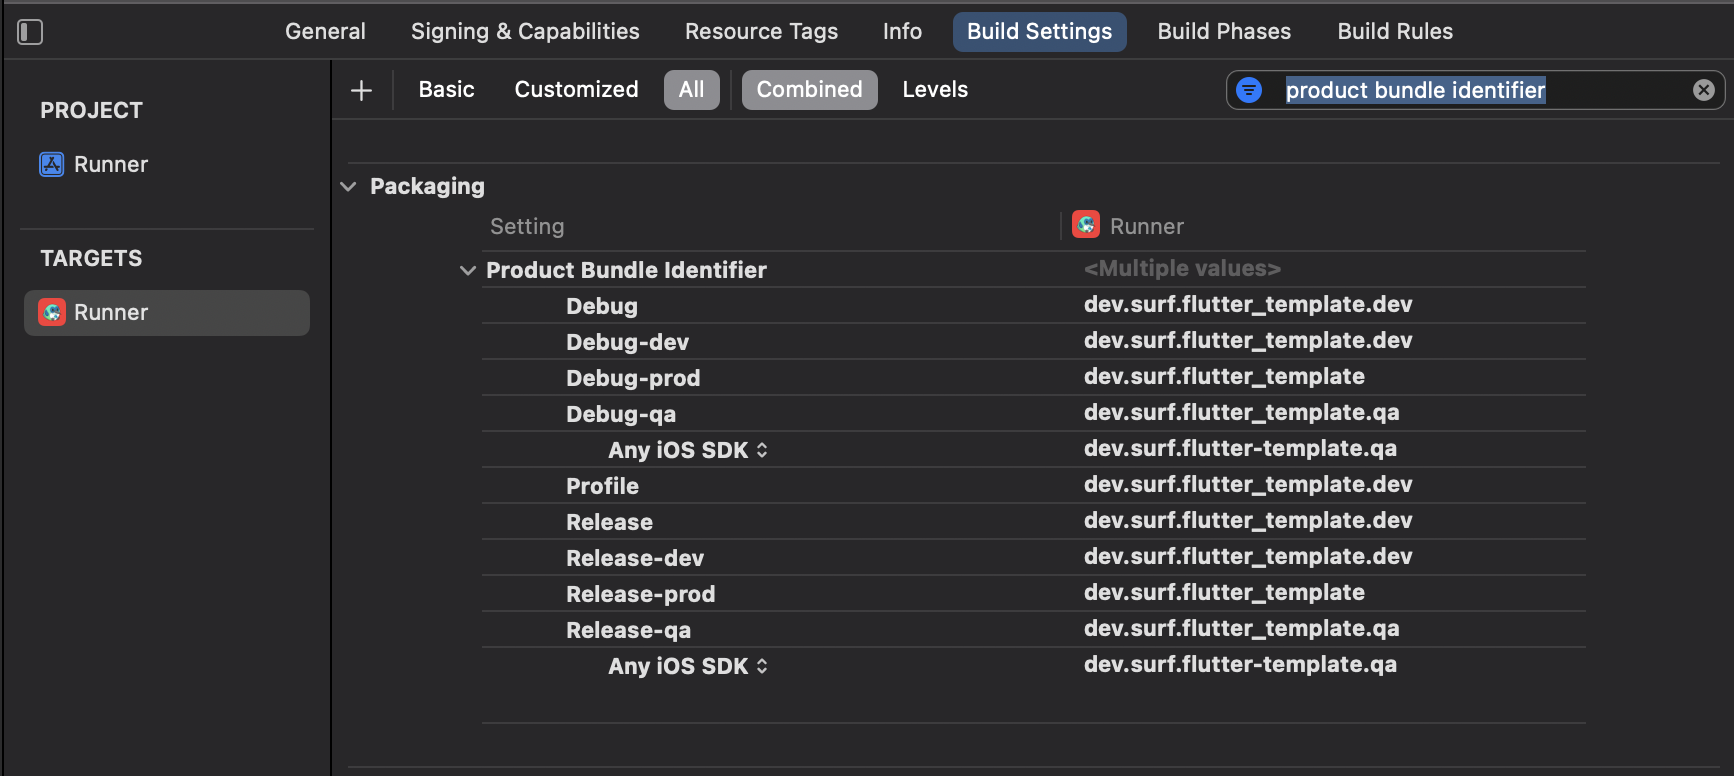 General Signing & Capabilities Resource Tags Info Build Settings Build Phases Build Rules
PROJECT
Runner
TARGETS
Runner
Basic Customized All Combined Levels product bundle identifier
Packaging
Setting Runner
Product Bundle Identifier <Multiple values>
Debug dev.surf.flutter_template.dev
Debug-dev dev.surf.flutter_template.dev
Debug-prod dev.surf.flutter_template
Debug-qa dev.surf.flutter_template.qa
Any iOS SDK dev.surf.flutter-template.qa
Profile dev.surf.flutter_template.dev
Release dev.surf.flutter_template.dev
Release-dev dev.surf.flutter_template.dev
Release-prod dev.surf.flutter_template
Release-qa dev.surf.flutter_template.qa
Any iOS SDK dev.surf.flutter-template.qa